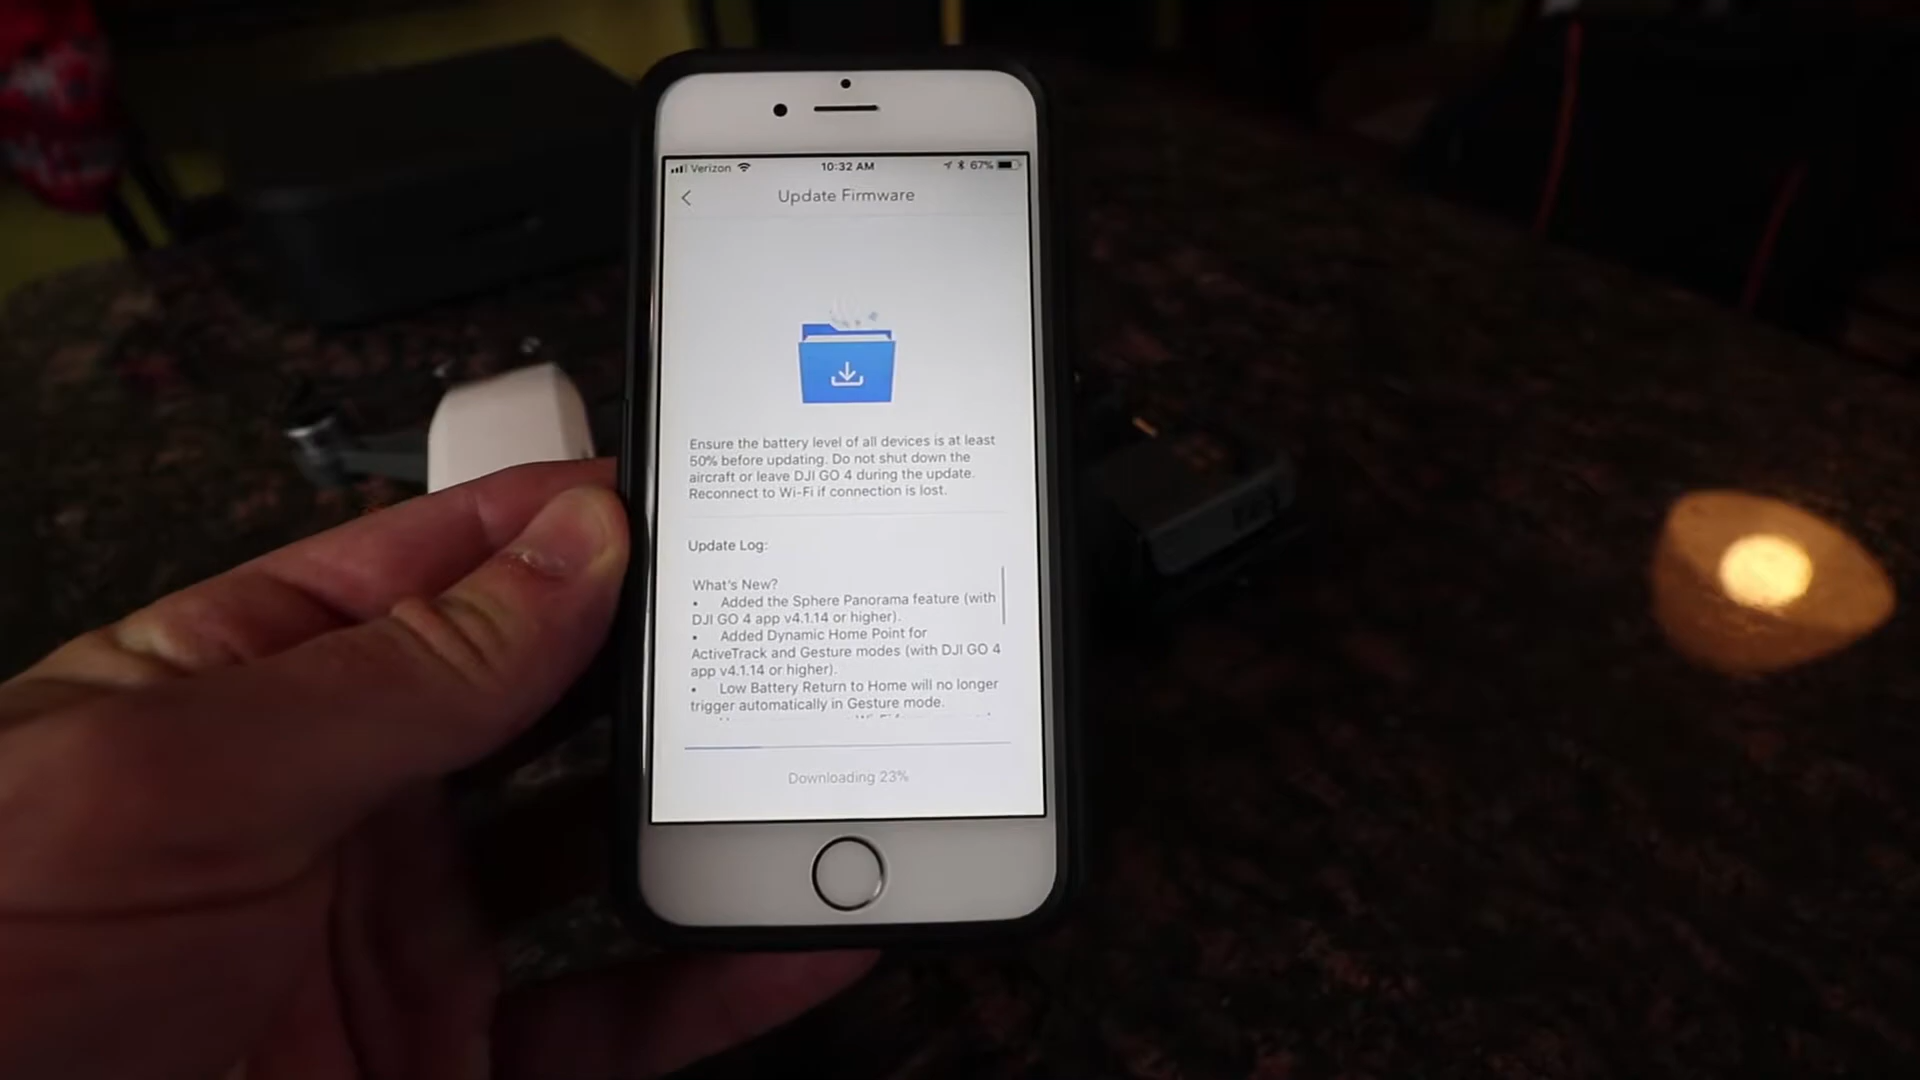 Verizon 10:32 AM 67%
Update Firmware
Ensure the battery level of all devices is at least
50% before updating. Do not shut down the
aircraft or leave DJI GO 4 during the update.
Reconnect to Wi-Fi if connection is lost.
Update Log:
What's New?
• Added the Sphere Panorama feature (with
DJI GO 4 app v4.1.14 or higher).
• Added Dynamic Home Point for
ActiveTrack and Gesture modes (with DJI GO 4
app v4.1.14 or higher).
• Low Battery Return to Home will no longer
trigger automatically in Gesture mode.
Downloading 23%